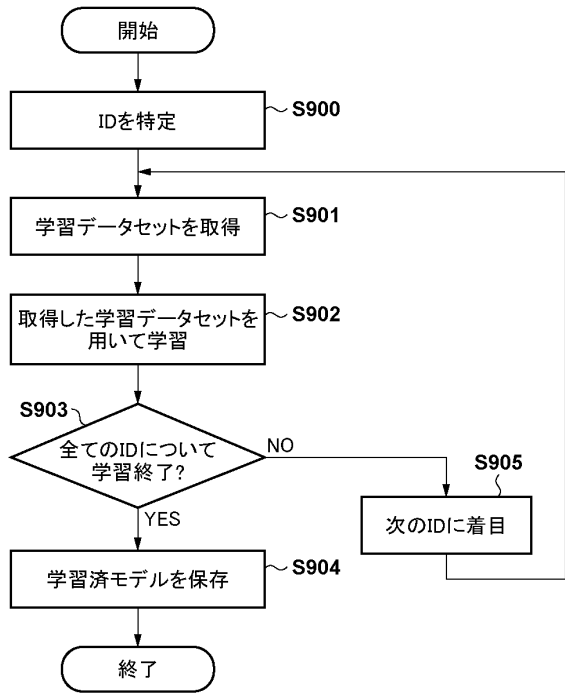 開始
IDを特定
S900
学習データセットを取得
S901
取得した学習データセットを
用いて学習
S902
S903
全てのIDについて
学習終了?
NO
YES
S905
次のIDに着目
学習済モデルを保存
S904
終了